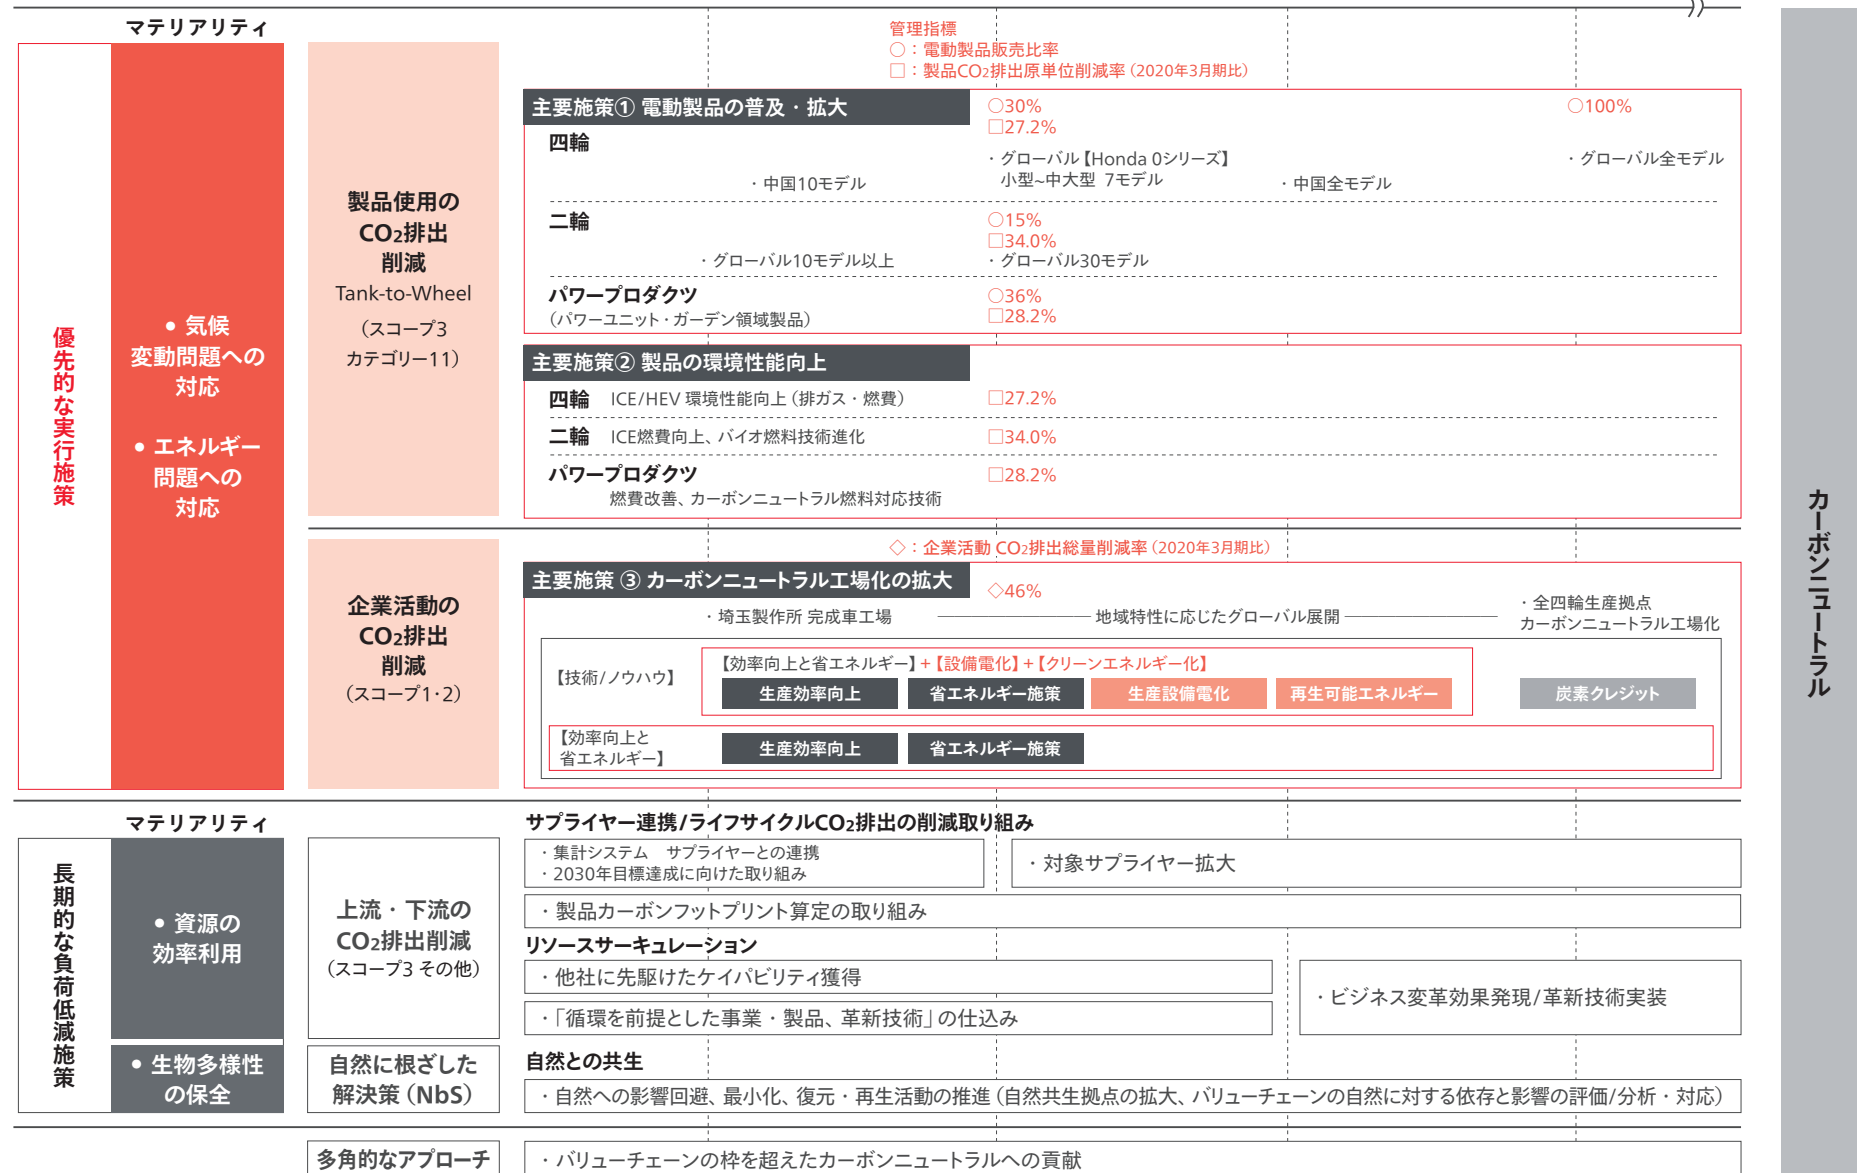 マテリアリティ
管理指標
○：電動製品販売比率
□：製品CO₂排出原単位削減率（2020年3月期比）
優先的な実行施策
● 気候
変動問題への
対応
● エネルギー
問題への
対応
製品使用の
CO₂排出
削減
Tank-to-Wheel
（スコープ3
カテゴリー11）
主要施策① 電動製品の普及・拡大
○30%
□27.2%
○100%
四輪
・中国10モデル
・グローバル【Honda 0シリーズ】
小型~中大型 7モデル
・中国全モデル
・グローバル全モデル
二輪
○15%
□34.0%
・グローバル10モデル以上
・グローバル30モデル
パワープロダクツ
（パワーユニット・ガーデン領域製品）
○36%
□28.2%
主要施策② 製品の環境性能向上
四輪 ICE/HEV 環境性能向上（排ガス・燃費） □27.2%
二輪 ICE燃費向上、バイオ燃料技術進化 □34.0%
パワープロダクツ □28.2%
燃費改善、カーボンニュートラル燃料対応技術
企業活動の
CO₂排出
削減
（スコープ1・2）
◇：企業活動 CO₂排出総量削減率（2020年3月期比）
主要施策 ③ カーボンニュートラル工場化の拡大
◇46%
・埼玉製作所 完成車工場
地域特性に応じたグローバル展開
・全四輪生産拠点
カーボンニュートラル工場化
【技術/ノウハウ】
【効率向上と省エネルギー】+【設備電化】+【クリーンエネルギー化】
生産効率向上 省エネルギー施策 生産設備電化 再生可能エネルギー 炭素クレジット
【効率向上と
省エネルギー】
生産効率向上 省エネルギー施策
カーボンニュートラル
マテリアリティ
長期的な負荷低減施策
● 資源の
効率利用
上流・下流の
CO₂排出削減
（スコープ3 その他）
サプライヤー連携/ライフサイクルCO₂排出の削減取り組み
・集計システム　サプライヤーとの連携
・2030年目標達成に向けた取り組み
・対象サプライヤー拡大
・製品カーボンフットプリント算定の取り組み
リソースサーキュレーション
・他社に先駆けたケイパビリティ獲得
・「循環を前提とした事業・製品、革新技術」の仕込み
・ビジネス変革効果発現/革新技術実装
● 生物多様性
の保全
自然に根ざした
解決策（NbS）
自然との共生
・自然への影響回避、最小化、復元・再生活動の推進（自然共生拠点の拡大、バリューチェーンの自然に対する依存と影響の評価/分析・対応）
多角的なアプローチ
・バリューチェーンの枠を超えたカーボンニュートラルへの貢献